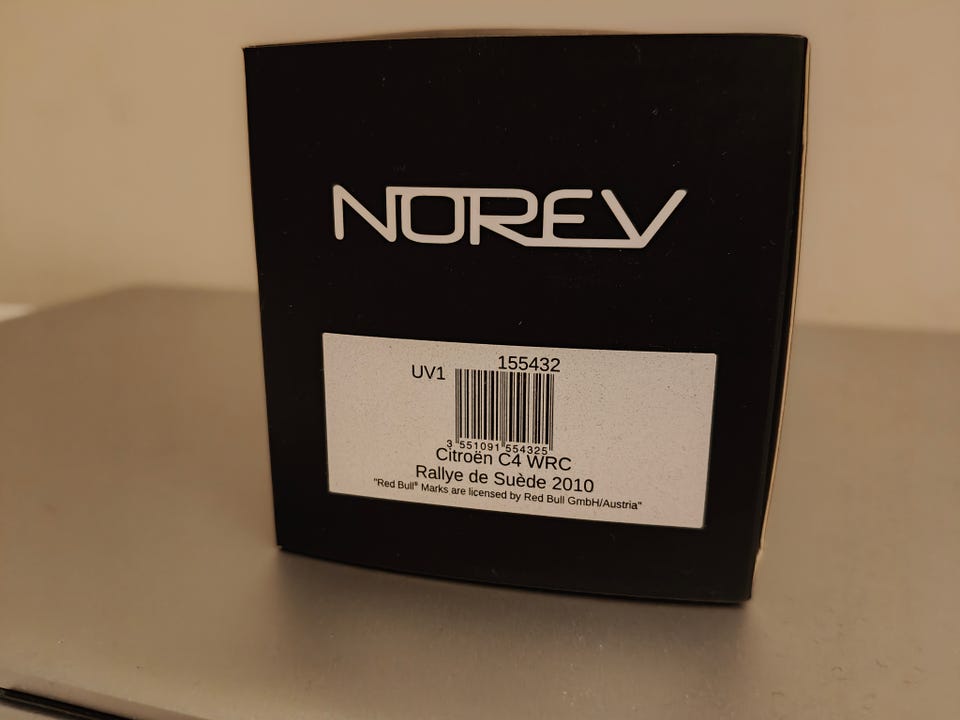 NOREV
155432
UV1
3 551091 554325
Citroën C4 WRC
Rallye de Suède 2010
"Red Bull® Marks are licensed by Red Bull GmbH/Austria"